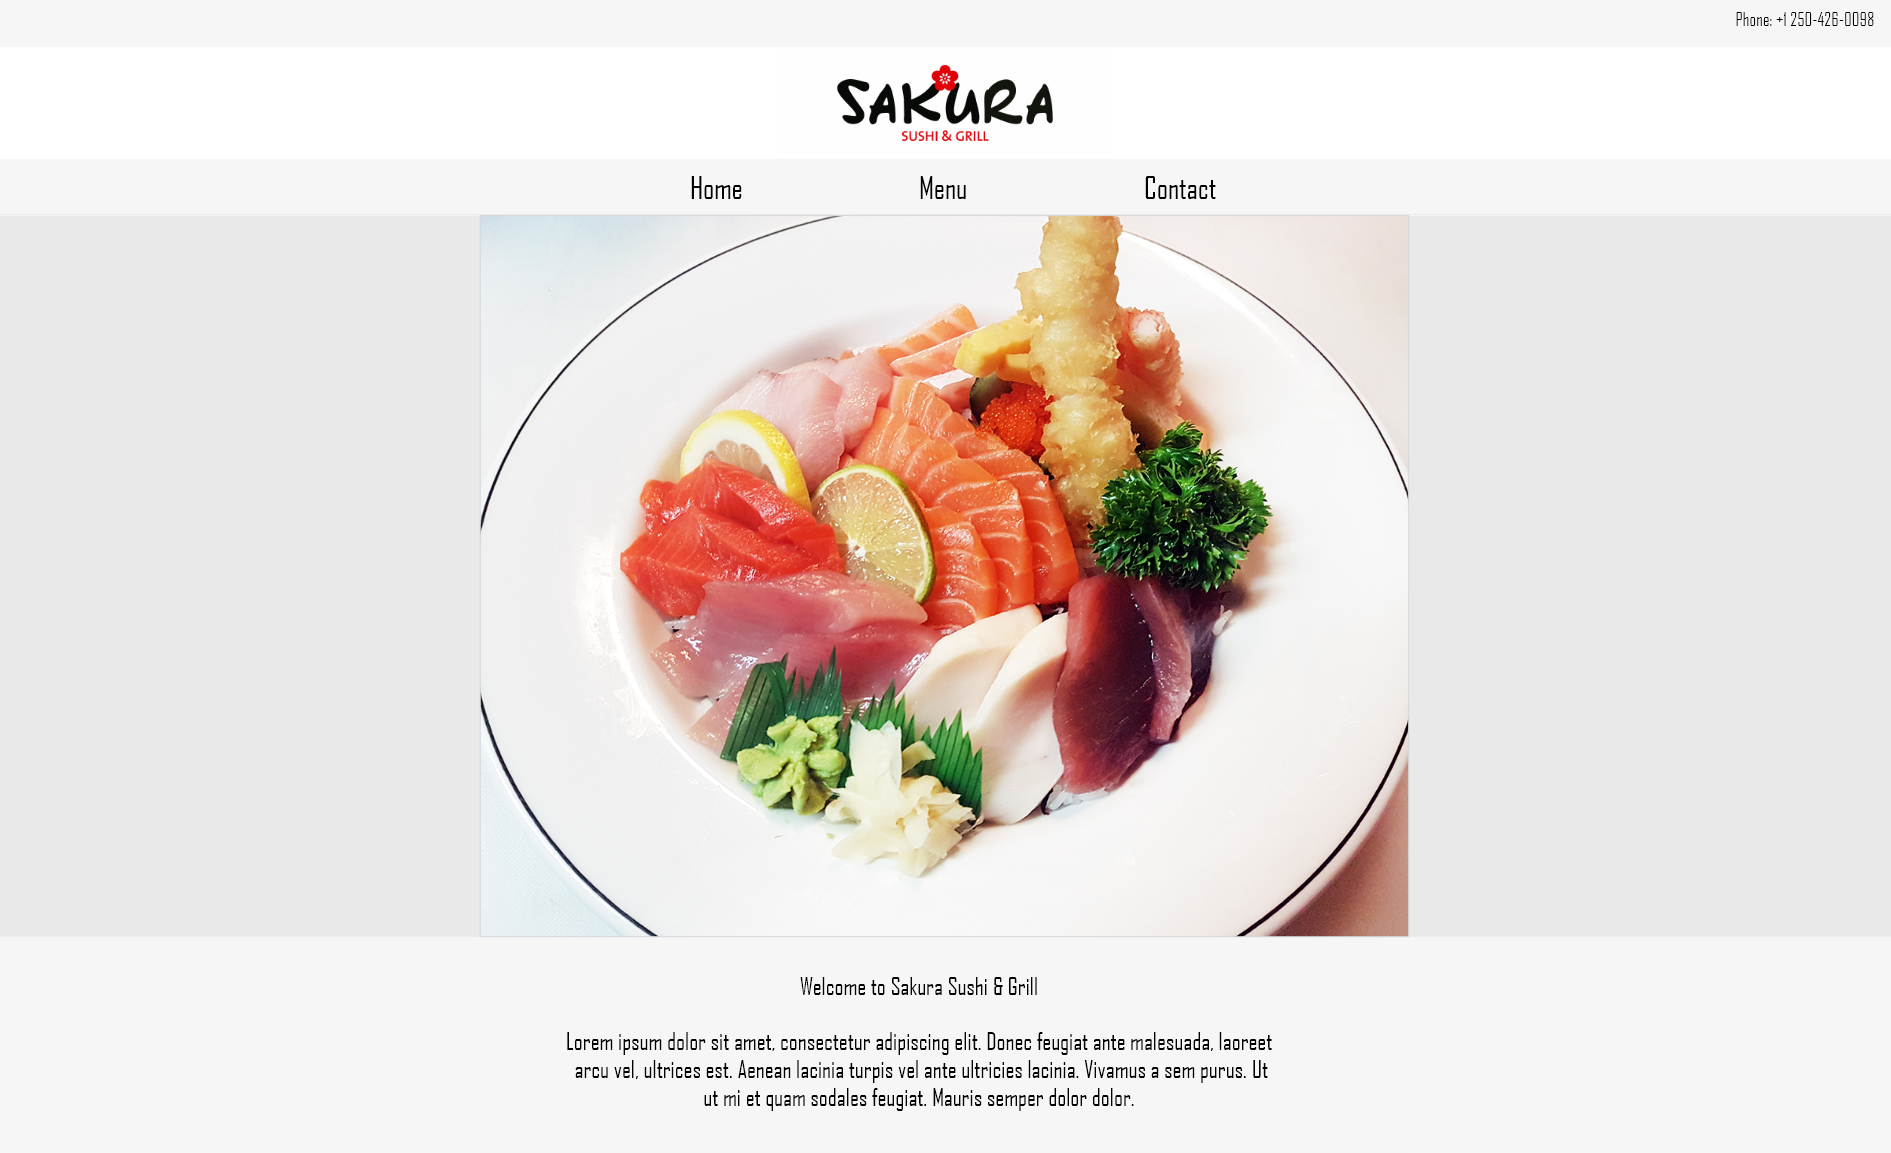 Phone: +1 250-426-0098
SAKURA
SUSHI & GRILL
Home Menu Contact
Welcome to Sakura Sushi & Grill
Lorem ipsum dolor sit amet, consectetur adipiscing elit. Donec feugiat ante malesuada, laoreet
arcu vel, ultrices est. Aenean lacinia turpis vel ante ultricies lacinia. Vivamus a sem purus. Ut
ut mi et quam sodales feugiat. Mauris semper dolor dolor.